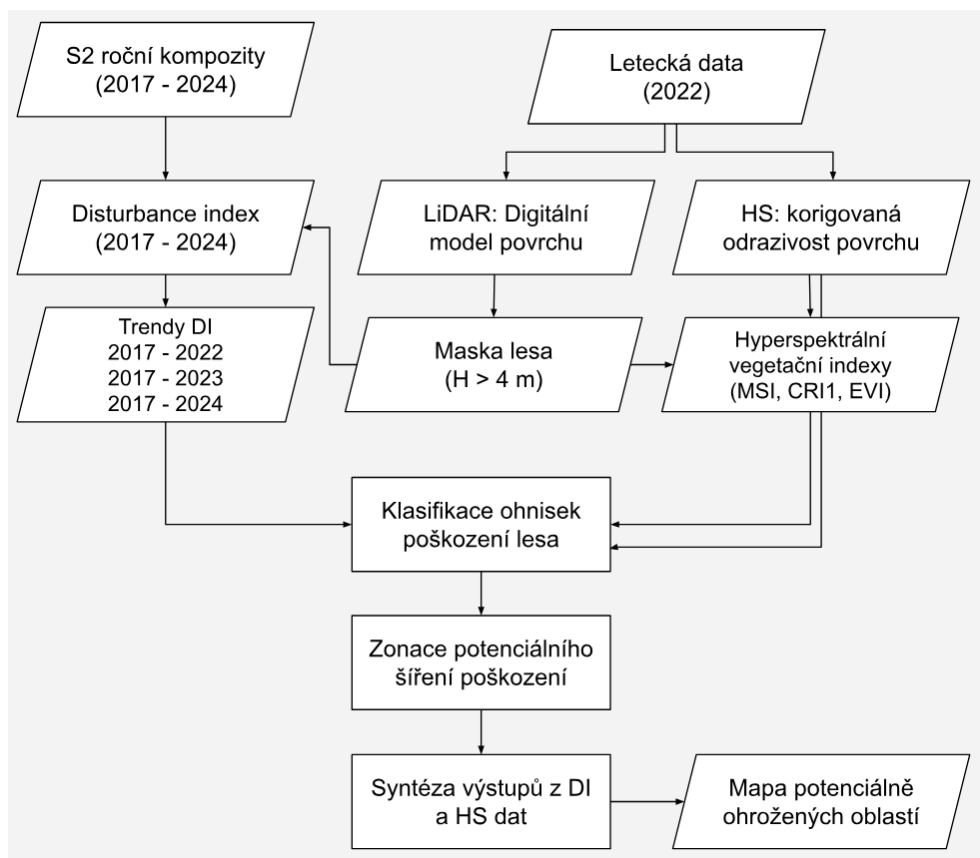 S2 roční kompozity
(2017 - 2024)
Letecká data
(2022)
Disturbance index
(2017 - 2024)
LiDAR: Digitální
model povrchu
HS: korigovaná
odrazivost povrchu
Trendy DI
2017 - 2022
2017 - 2023
2017 - 2024
Maska lesa
(H > 4 m)
Hyperspektrální
vegetační indexy
(MSI, CRI1, EVI)
Klasifikace ohnisek
poškození lesa
Zonace potenciálního
šíření poškození
Syntéza výstupů z DI
a HS dat
Mapa potenciálně
ohrožených oblastí